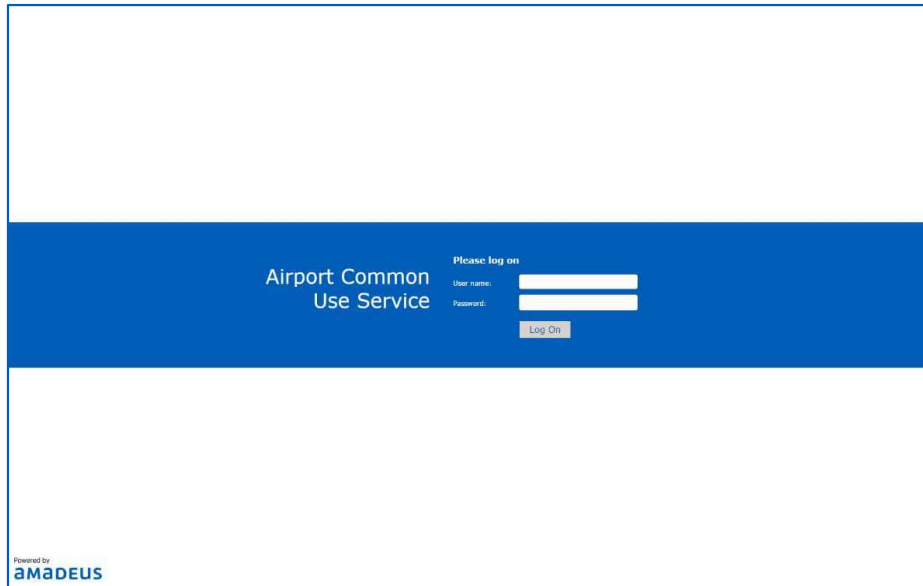 Airport Common
Use Service
Please log on
User name:
Password:
Log On
Powered by
amadeus